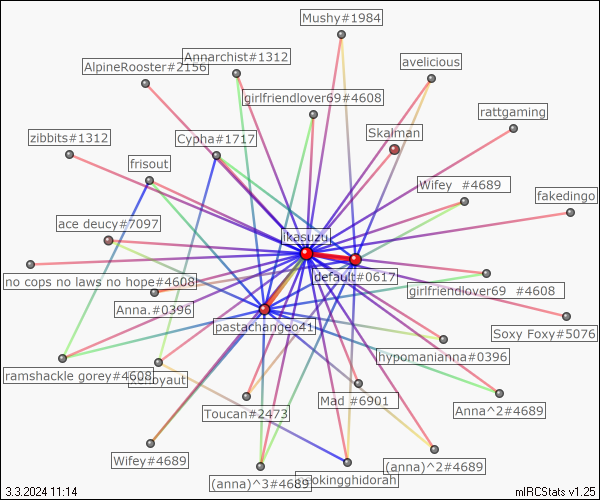 Mushy#1984
Annarchist#1312
AlpineRooster#2156
avelicious
girlfriendlover69#4608
rattgaming
Skalman
zibbits#1312
Cypha#1717
frisout
Wifey #4689
fakedingo
ace deucy#7097
ikasuzu
default#0617
no cops no laws no hope#4608
girlfriendlover69 #4608
Anna.#0396
pastachangeo41
Soxy Foxy#5076
hypomanianna#0396
ramshackle gorey#4608
Mad #6901
Toucan#2473
Anna^2#4689
Wifey#4689
(anna)^2#4689
(anna)^3#4689
3.3.2024 11:14
mIRCStats v1.25